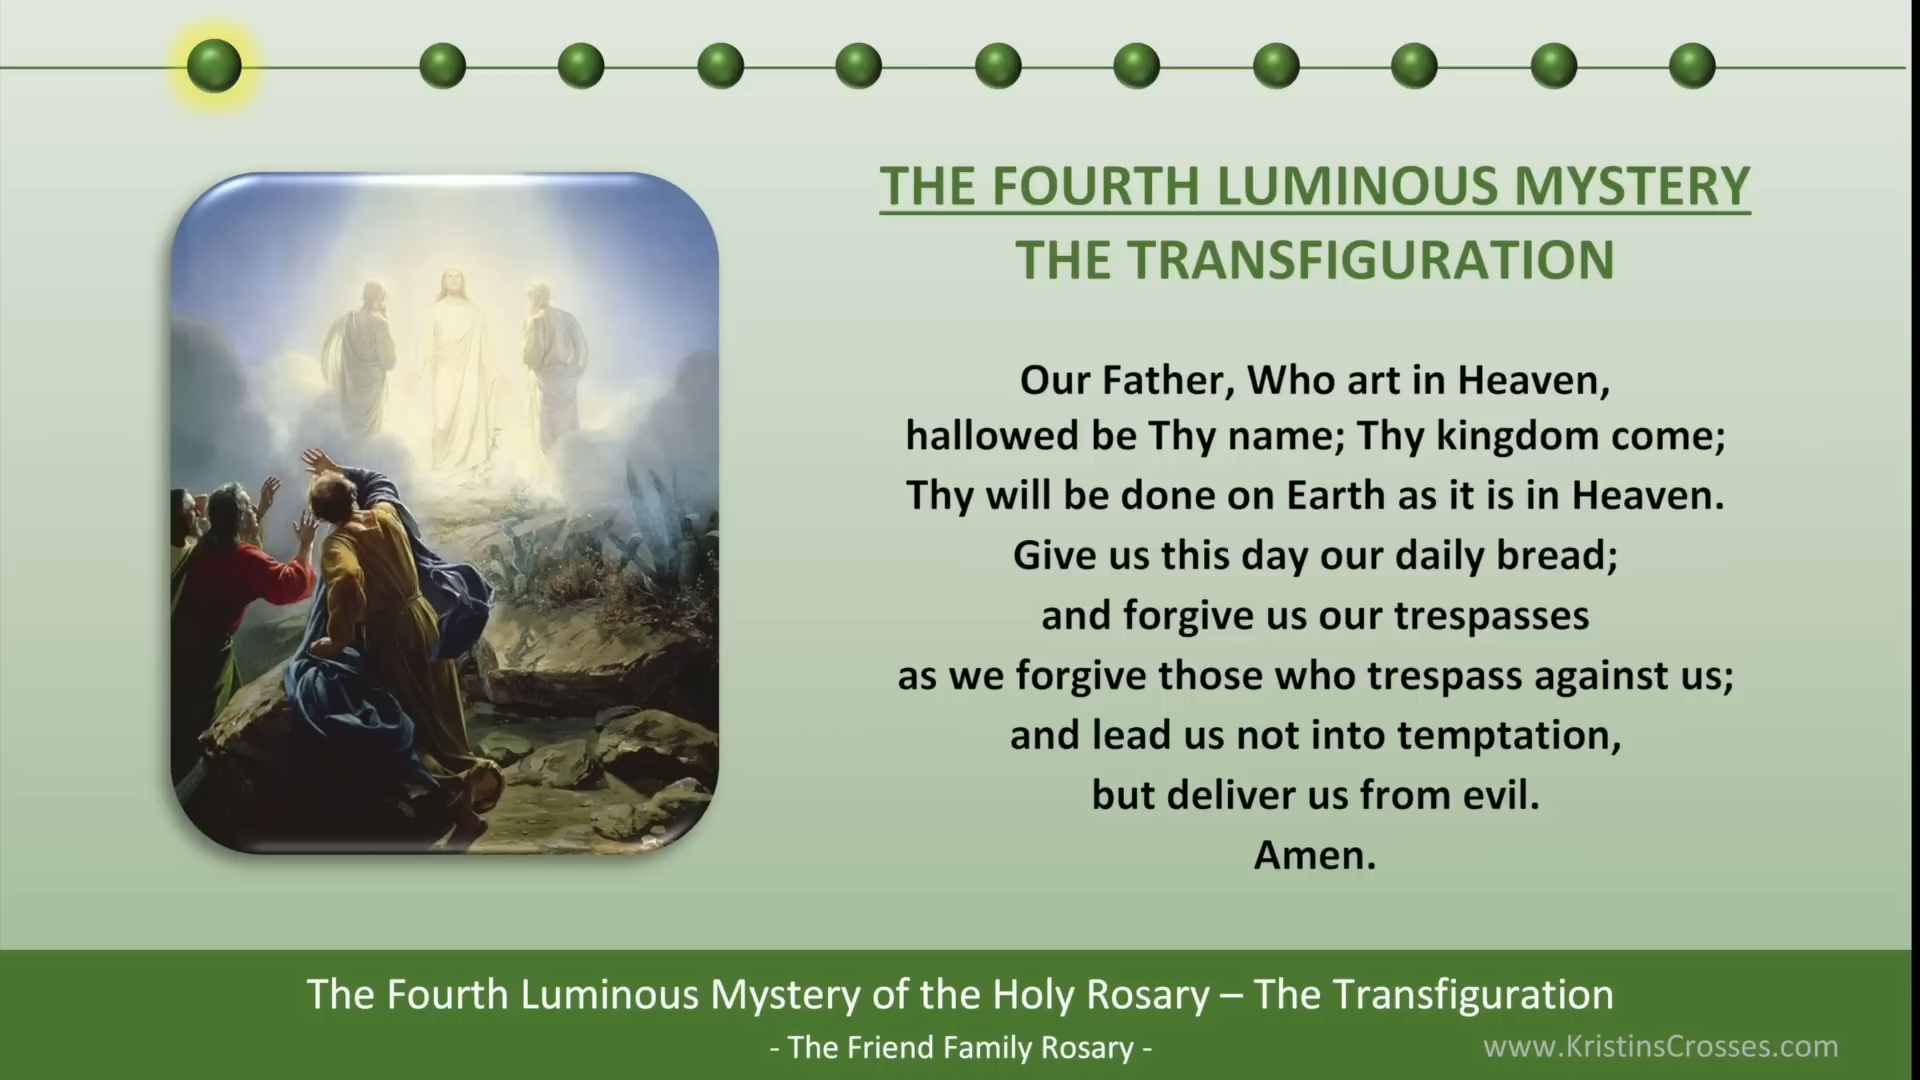 THE FOURTH LUMINOUS MYSTERY
THE TRANSFIGURATION
Our Father, Who art in Heaven,
hallowed be Thy name; Thy kingdom come;
Thy will be done on Earth as it is in Heaven.
Give us this day our daily bread;
and forgive us our trespasses
as we forgive those who trespass against us;
and lead us not into temptation,
but deliver us from evil.
Amen.
The Fourth Luminous Mystery of the Holy Rosary – The Transfiguration
- The Friend Family Rosary -
www.KristinsCrosses.com